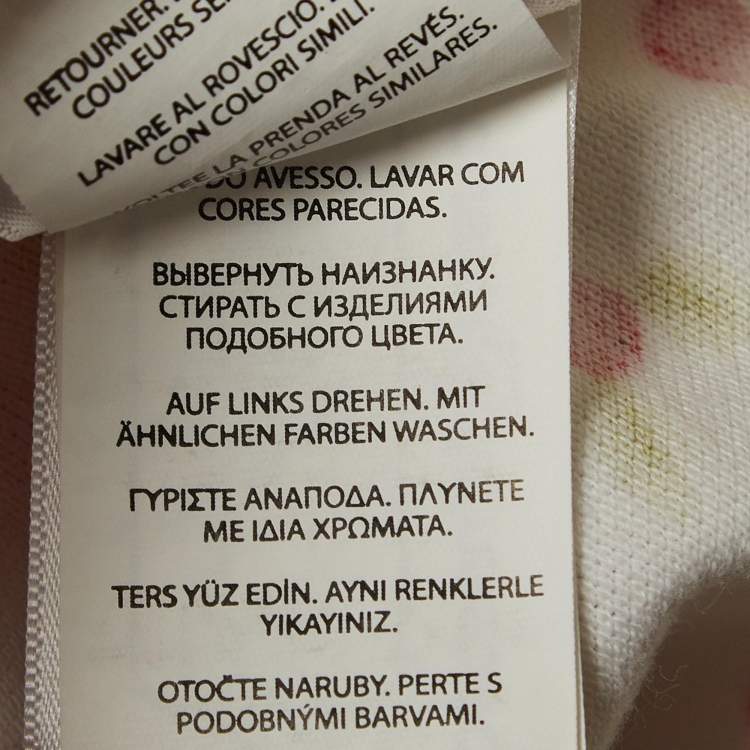 RETOURNER.
COULEURS
LAVARE AL ROVESCIO.
CON COLORI SIMILI.
LA PRENDA AL REVÉS.
COLORES SIMILARES.
DO AVESSO. LAVAR COM
CORES PARECIDAS.
ВЫВЕРНУТЬ НАИЗНАНКУ.
СТИРАТЬ С ИЗДЕЛИЯМИ
ПОДОБНОГО ЦВЕТА.
AUF LINKS DREHEN. MIT
ÄHNLICHEN FARBEN WASCHEN.
ΓΥΡΙΣΤΕ ΑΝΑΠΟΔΑ. ΠΛΥΝΕΤΕ
ΜΕ ΙΔΙΑ ΧΡΩΜΑΤΑ.
TERS YÜZ EDİN. AYNI RENKLERLE
YIKAYINIZ.
OTOČTE NARUBY. PERTE S
PODOBNÝMI BARVAMI.